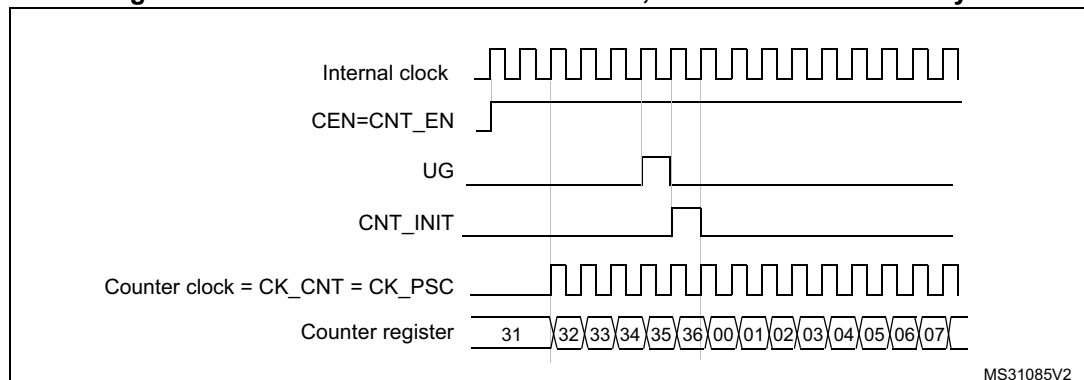 Internal clock
CEN=CNT_EN
UG
CNT_INIT
Counter clock = CK_CNT = CK_PSC
Counter register 31 32 33 34 35 36 00 01 02 03 04 05 06 07
MS31085V2